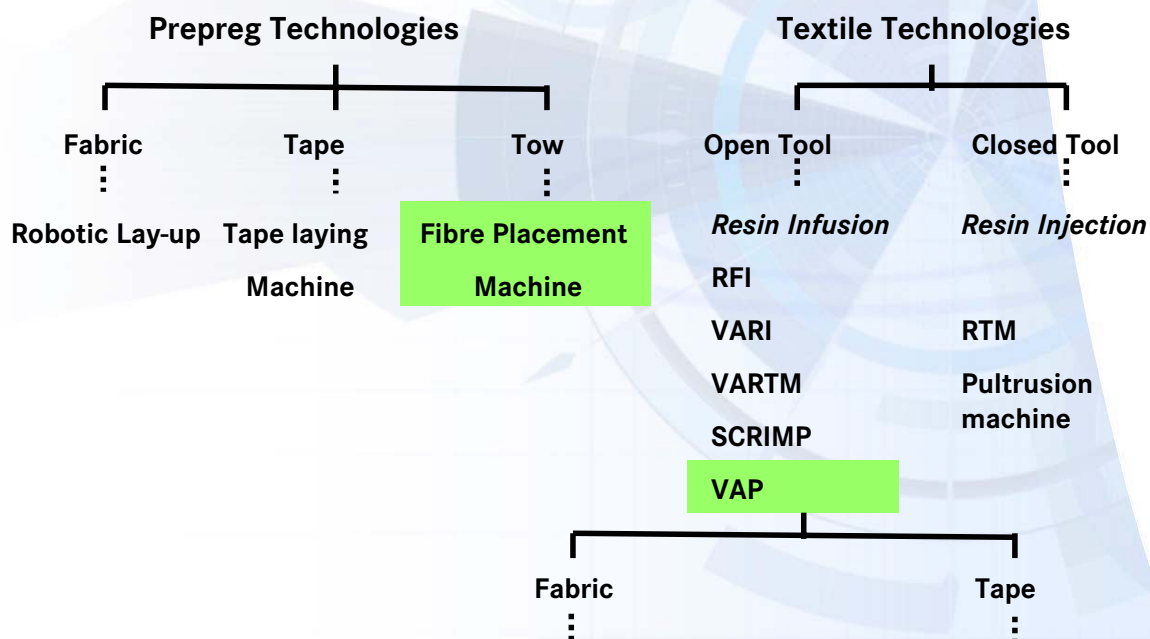 Prepreg Technologies
Fabric
Tape
Tow
Robotic Lay-up
Tape laying
Machine
Fibre Placement
Machine
Textile Technologies
Open Tool
Closed Tool
Resin Infusion
RFI
VARI
VARTM
SCRIMP
VAP
Resin Injection
RTM
Pultrusion
machine
Fabric
Tape